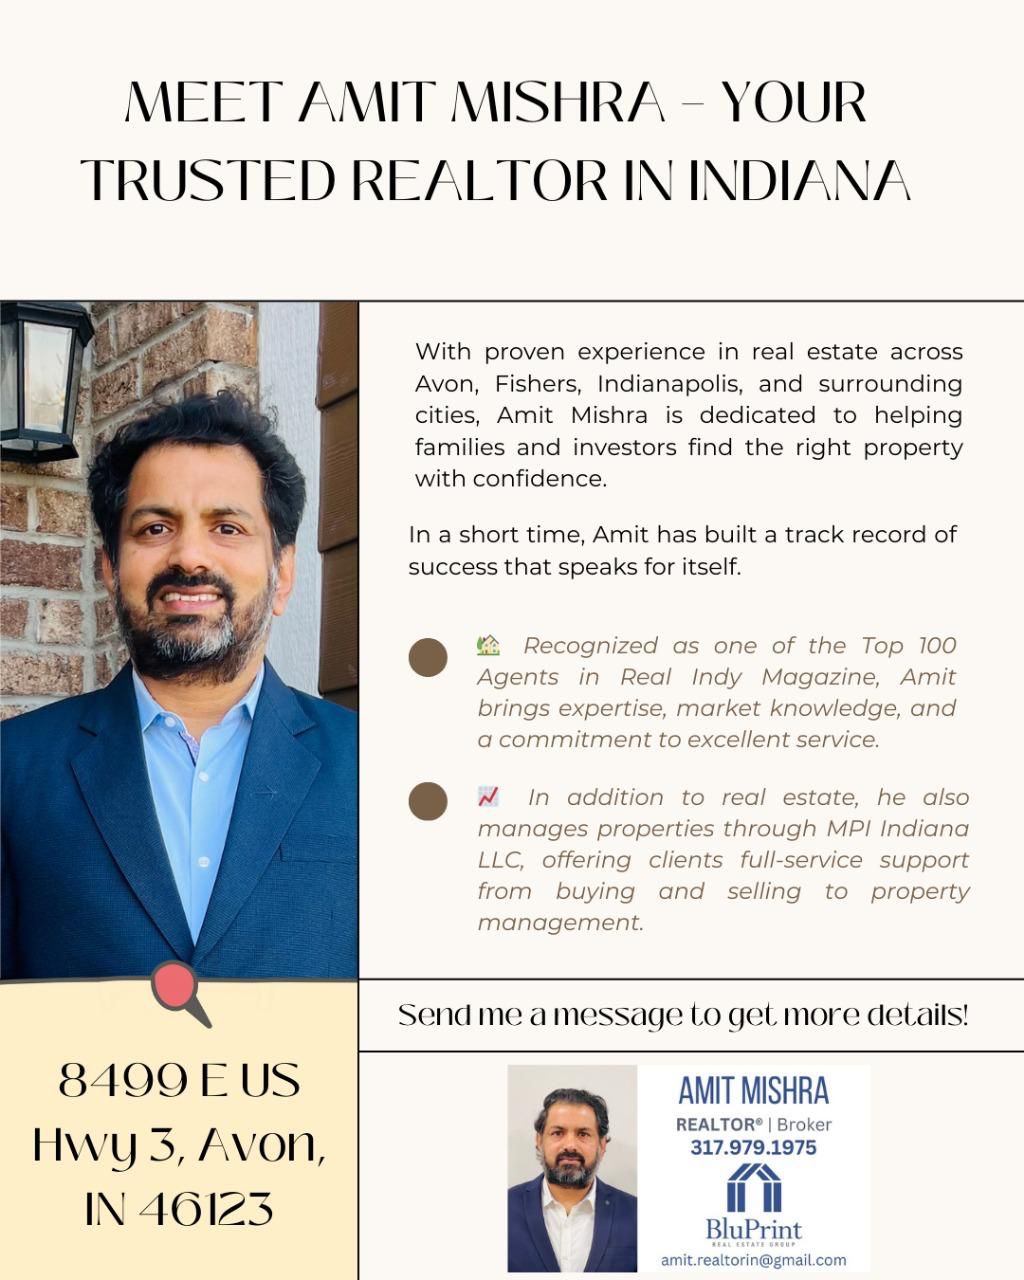 MEET AMIT MISHRA – YOUR
TRUSTED REALTOR IN INDIANA
With proven experience in real estate across
Avon, Fishers, Indianapolis, and surrounding
cities, Amit Mishra is dedicated to helping
families and investors find the right property
with confidence.
In a short time, Amit has built a track record of
success that speaks for itself.
🏡 Recognized as one of the Top 100
Agents in Real Indy Magazine, Amit
brings expertise, market knowledge, and
a commitment to excellent service.
📈 In addition to real estate, he also
manages properties through MPI Indiana
LLC, offering clients full-service support
from buying and selling to property
management.
Send me a message to get more details!
8499 E US
Hwy 3, Avon,
IN 46123
AMIT MISHRA
REALTOR® | Broker
317.979.1975
BluPrint
REAL ESTATE GROUP
amit.realtorin@gmail.com